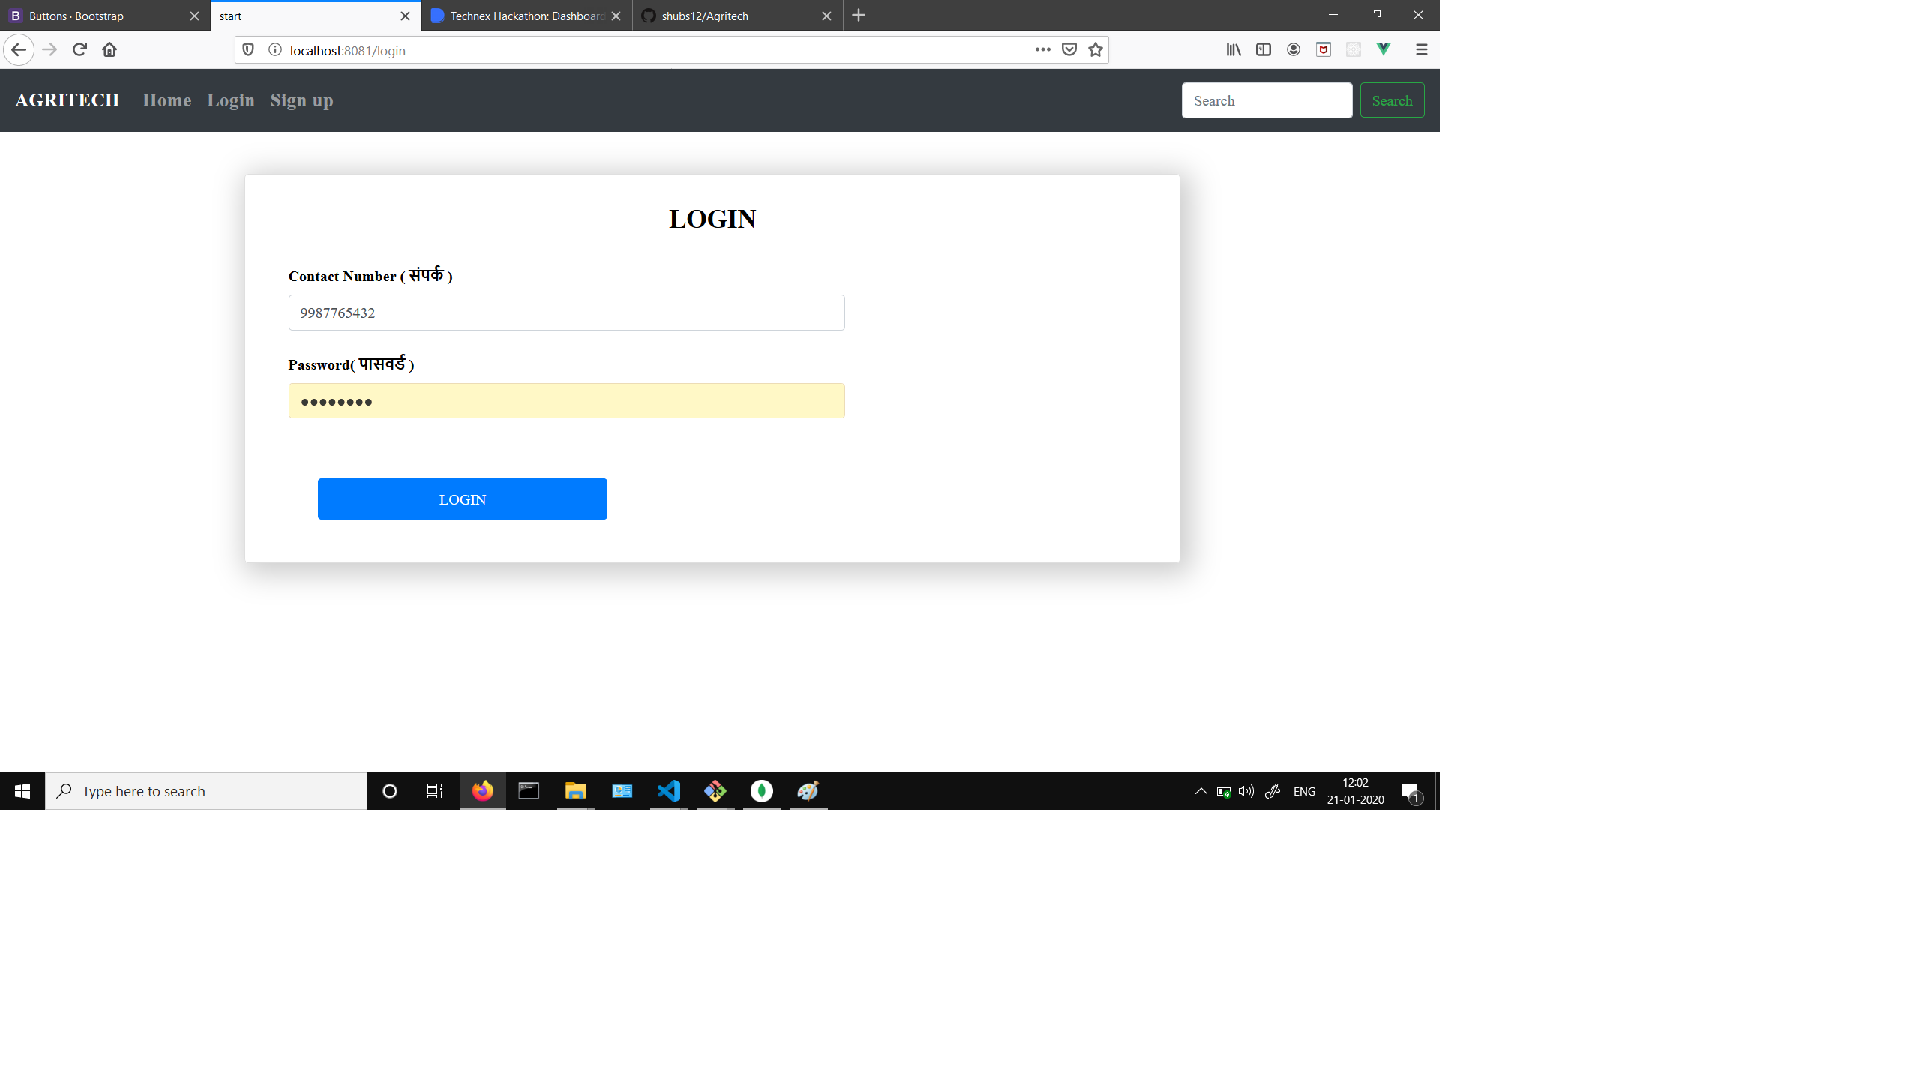 Buttons · Bootstrap
start
Technex Hackathon: Dashboard
shubs12/Agritech
localhost:8081/login
AGRITECH Home Login Sign up Search Search
LOGIN
Contact Number ( संपर्क )
9987765432
Password( पासवर्ड )
LOGIN
Type here to search
ENG
12:02
21-01-2020
1